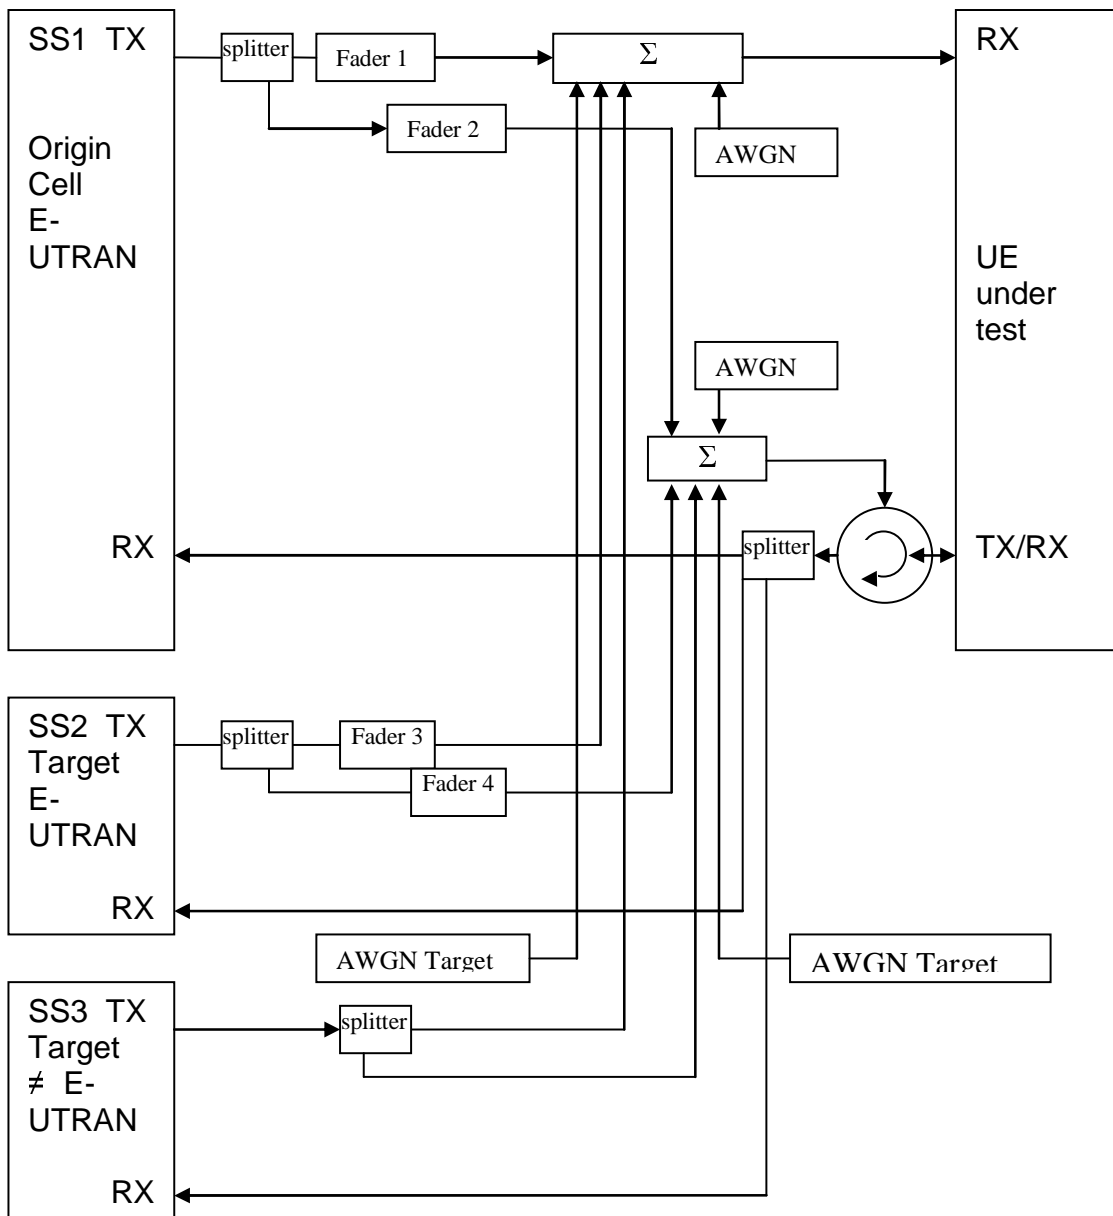 SS1 TX
splitter
Fader 1
Σ
RX
Fader 2
AWGN
Origin
Cell
E-
UTRAN
UE
under
test
AWGN
Σ
RX
splitter
TX/RX
SS2 TX
Target
E-
UTRAN
splitter
Fader 3
Fader 4
RX
AWGN Target
AWGN Target
SS3 TX
Target
≠ E-
UTRAN
splitter
RX